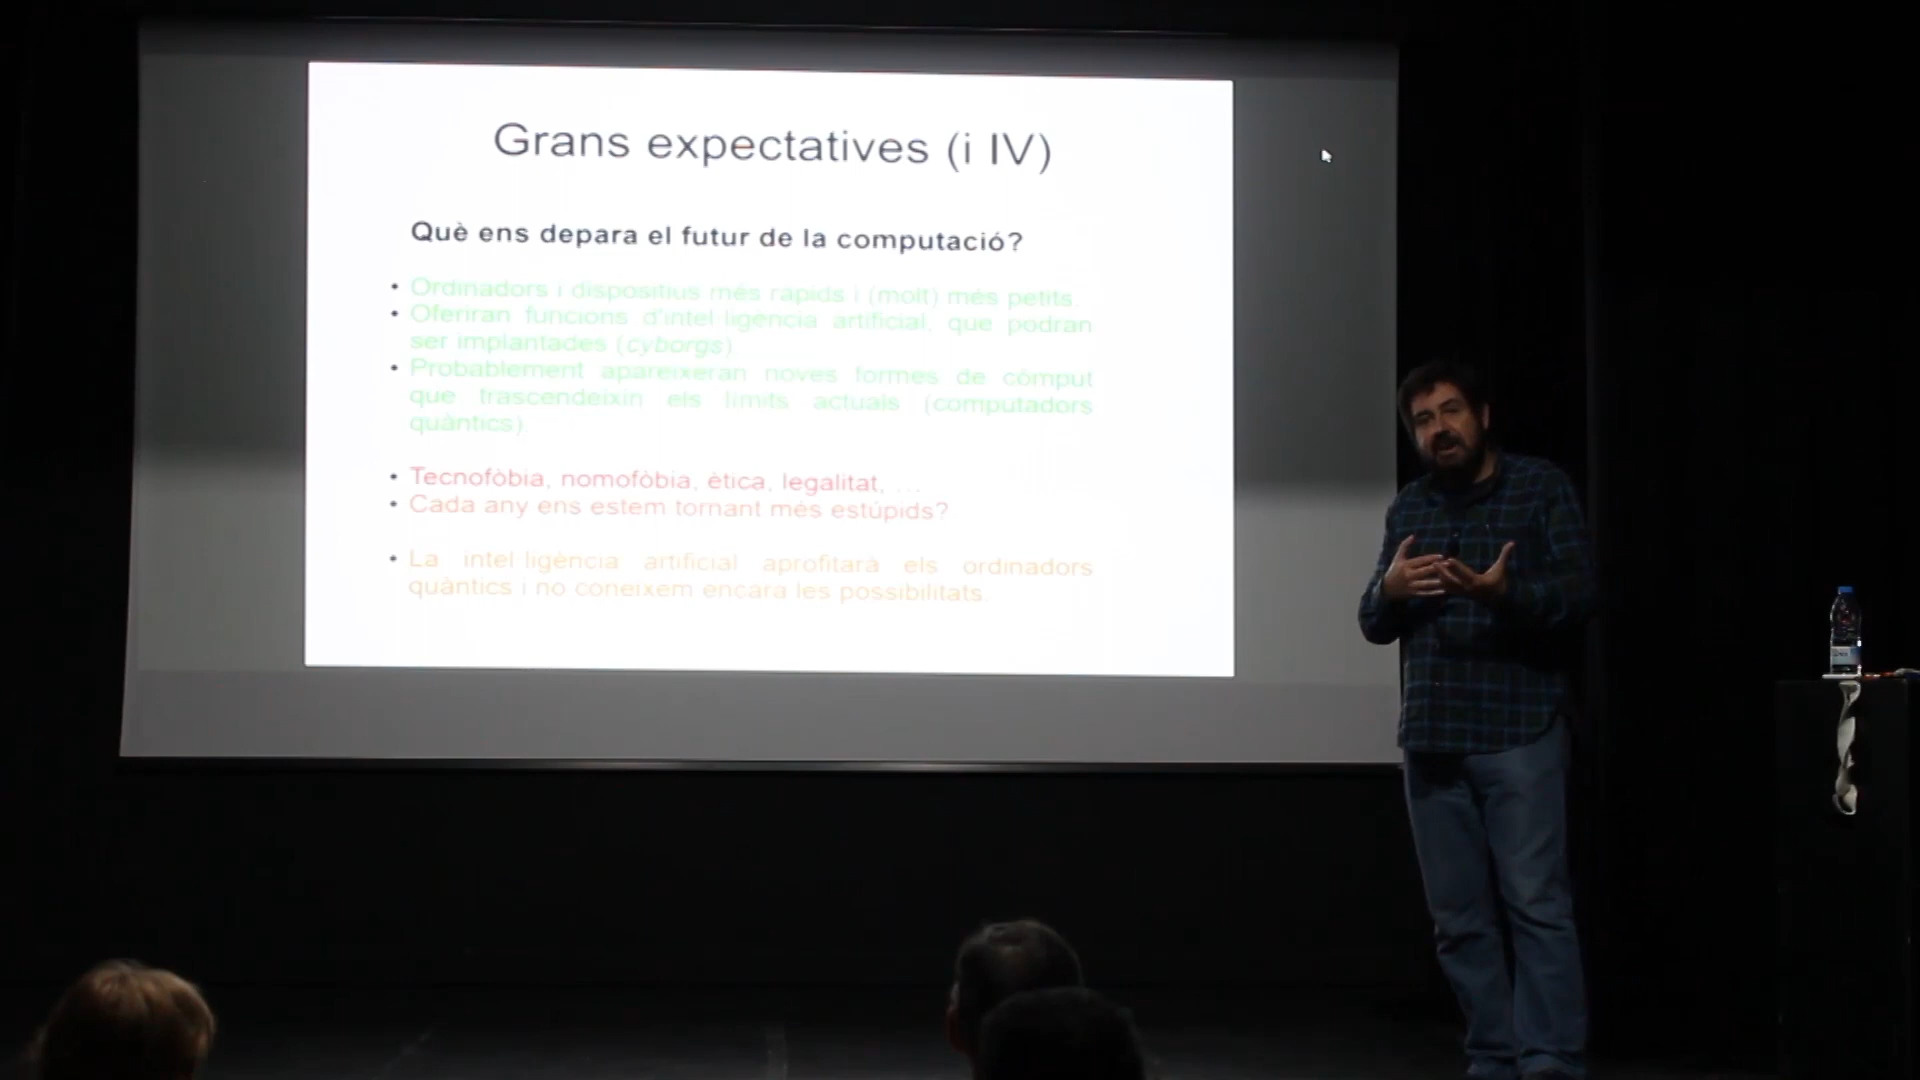 Grans expectatives (i IV)
Què ens depara el futur de la computació?
• Ordinadors i dispositius més ràpids i (molt) més petits.
• Oferiran funcions d'intel·ligència artificial, que podran
ser implantades (cyborgs)
• Probablement apareixeran noves formes de còmput
que trascendeixin els límits actuals (computadors
quàntics).
• Tecnofòbia, nomofòbia, ètica, legalitat, ...
• Cada any ens estem tornant més estúpids?
• La intel·ligència artificial aprofitarà els ordinadors
quàntics i no coneixem encara les possibilitats.